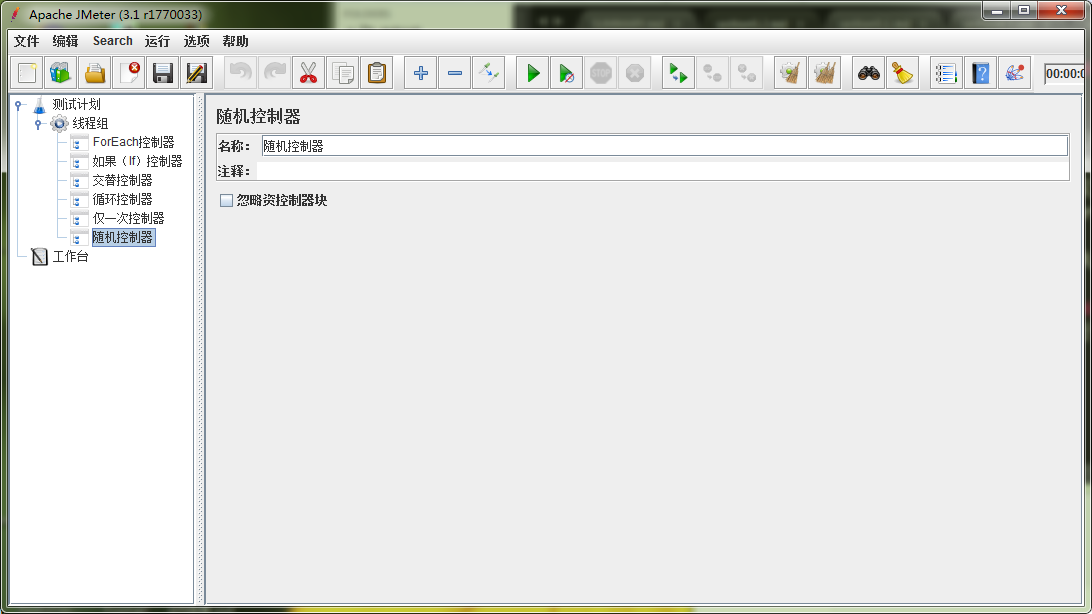 Apache JMeter (3.1 r1770033)
文件 编辑 Search 运行 选项 帮助
STOP
00:00:0
测试计划
线程组
ForEach控制器
如果（If）控制器
交替控制器
循环控制器
仅一次控制器
随机控制器
工作台
随机控制器
名称： 随机控制器
注释：
忽略资控制器块